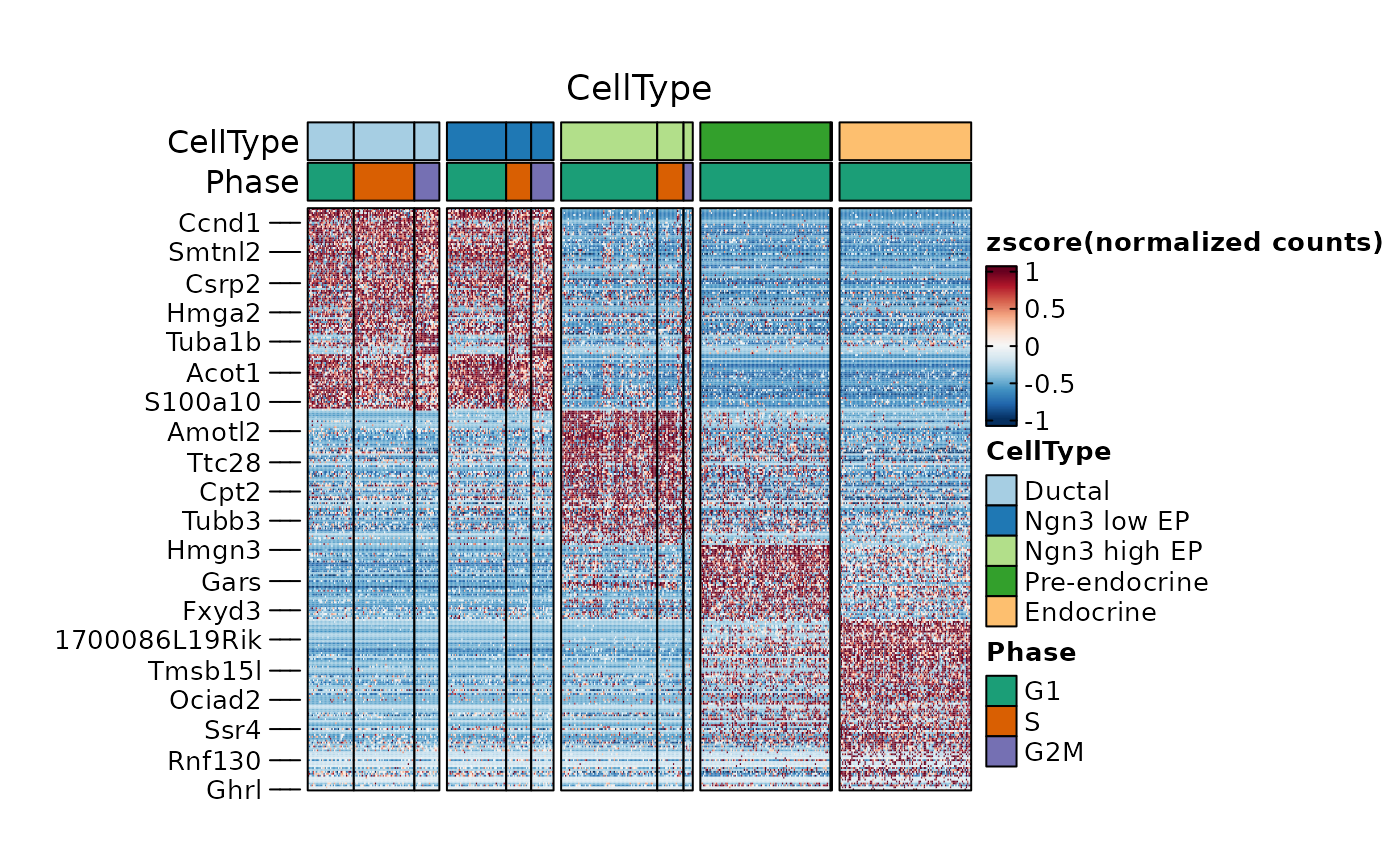 CellType
CellType
Phase
Ccnd1
Smtnl2
Csrp2
Hmga2
Tuba1b
Acot1
S100a10
Amotl2
Ttc28
Cpt2
Tubb3
Hmgn3
Gars
Fxyd3
1700086L19Rik
Tmsb15l
Ociad2
Ssr4
Rnf130
Ghrl
zscore(normalized counts)
1
0.5
0
-0.5
-1
CellType
Ductal
Ngn3 low EP
Ngn3 high EP
Pre-endocrine
Endocrine
Phase
G1
S
G2M